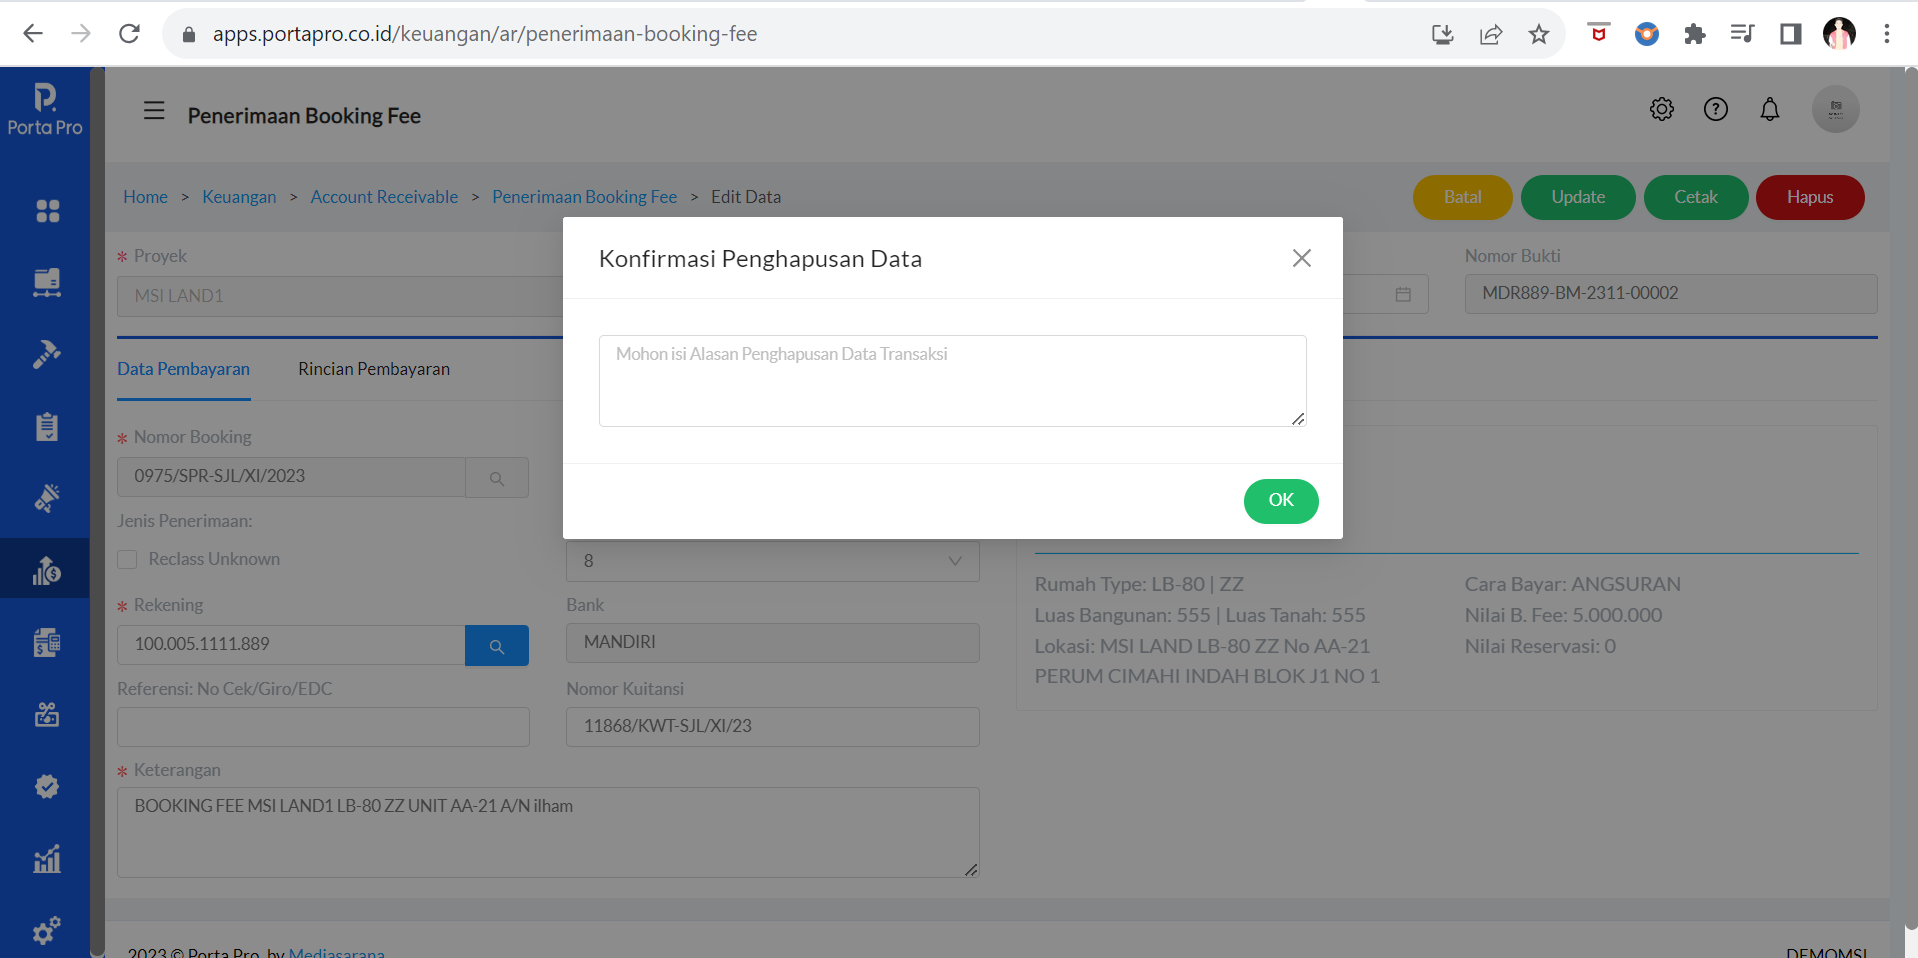 apps.portapro.co.id/keuangan/ar/penerimaan-booking-fee
Porta Pro
Penerimaan Booking Fee
Home > Keuangan > Account Receivable > Penerimaan Booking Fee > Edit Data
Batal
Update
Cetak
Hapus
* Proyek
MSI LAND1
Nomor Bukti
MDR889-BM-2311-00002
Konfirmasi Penghapusan Data
Mohon isi Alasan Penghapusan Data Transaksi
OK
Data Pembayaran
Rincian Pembayaran
* Nomor Booking
0975/SPR-SJL/XI/2023
Jenis Penerimaan:
Reclass Unknown
8
* Rekening
100.005.1111.889
Bank
MANDIRI
Referensi: No Cek/Giro/EDC
Nomor Kuitansi
11868/KWT-SJL/XI/23
* Keterangan
BOOKING FEE MSI LAND1 LB-80 ZZ UNIT AA-21 A/N ilham
Rumah Type: LB-80 | ZZ
Luas Bangunan: 555 | Luas Tanah: 555
Lokasi: MSI LAND LB-80 ZZ No AA-21
PERUM CIMAHI INDAH BLOK J1 NO 1
Cara Bayar: ANGSURAN
Nilai B. Fee: 5.000.000
Nilai Reservasi: 0
2023 © Porta Pro. by Mediasarana
DEMOMSI